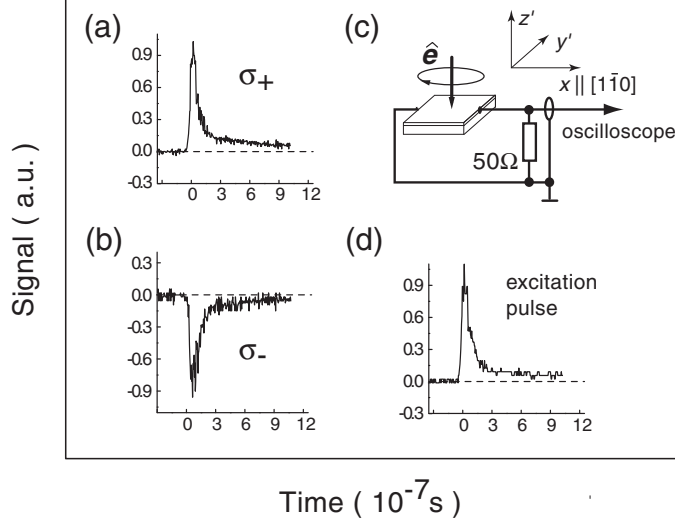 Signal ( a.u.)
(a)
σ+
0.9
0.6
0.3
0.0
-0.3
0 3 6 9 12
(b)
σ-
0.0
-0.3
-0.6
-0.9
0 3 6 9 12
(c)
ê
z'
y'
x || [11̄0]
oscilloscope
50Ω
(d)
excitation
pulse
0.9
0.6
0.3
0.0
-0.3
0 3 6 9 12
Time ( 10⁻⁷s )